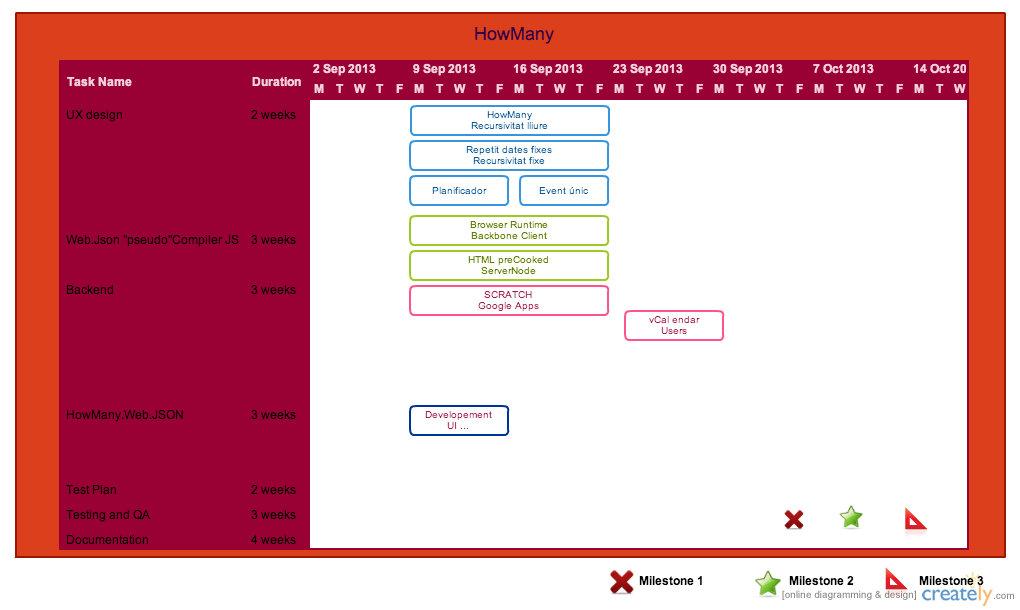 HowMany
2 Sep 2013 9 Sep 2013 16 Sep 2013 23 Sep 2013 30 Sep 2013 7 Oct 2013 14 Oct 20
Task Name Duration
M T W T F M T W T F M T W T F M T W T F M T W T F M T W T F M T W
UX design 2 weeks
HowMany
Recursivitat lliure
Repetit dates fixes
Recursivitat fixe
Planificador Event únic
Browser Runtime
Backbone Client
Web.Json "pseudo"Compiler JS 3 weeks
HTML preCooked
ServerNode
Backend 3 weeks
SCRATCH
Google Apps
vCal endar
Users
HowMany.Web.JSON 3 weeks
Developement
UI ...
Test Plan 2 weeks
Testing and QA 3 weeks
Documentation 4 weeks
Milestone 1 Milestone 2 Milestone 3
[online diagramming & design] creately.com